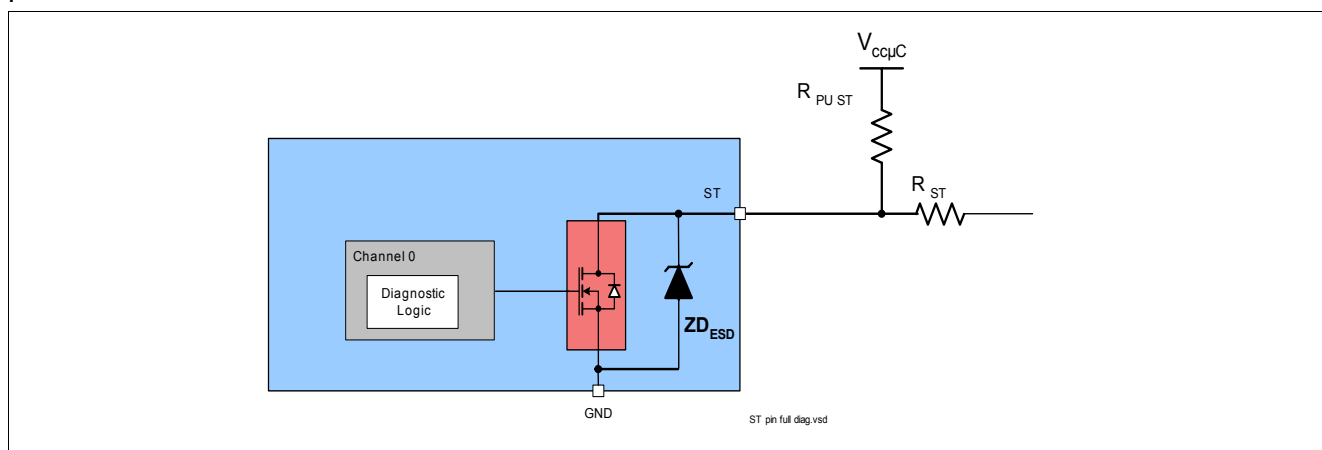 VccµC
R PU ST
R ST
ST
Channel 0
Diagnostic
Logic
ZDESD
GND
ST pin full diag.vsd